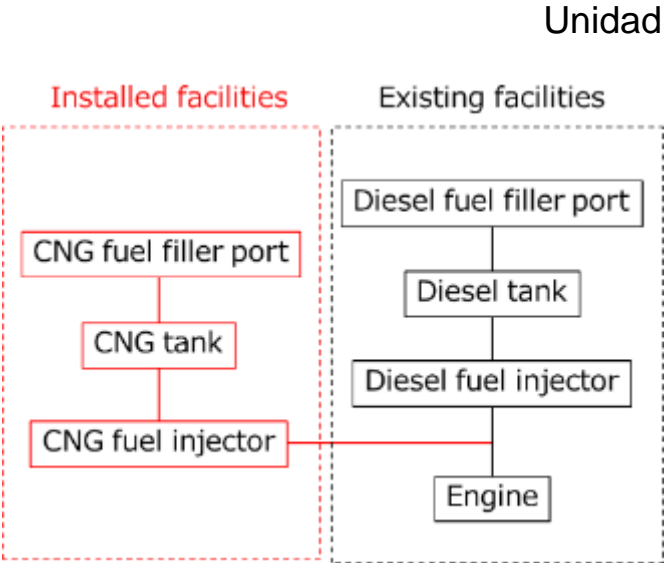 Unidad
Installed facilities
Existing facilities
CNG fuel filler port
CNG tank
CNG fuel injector
Diesel fuel filler port
Diesel tank
Diesel fuel injector
Engine